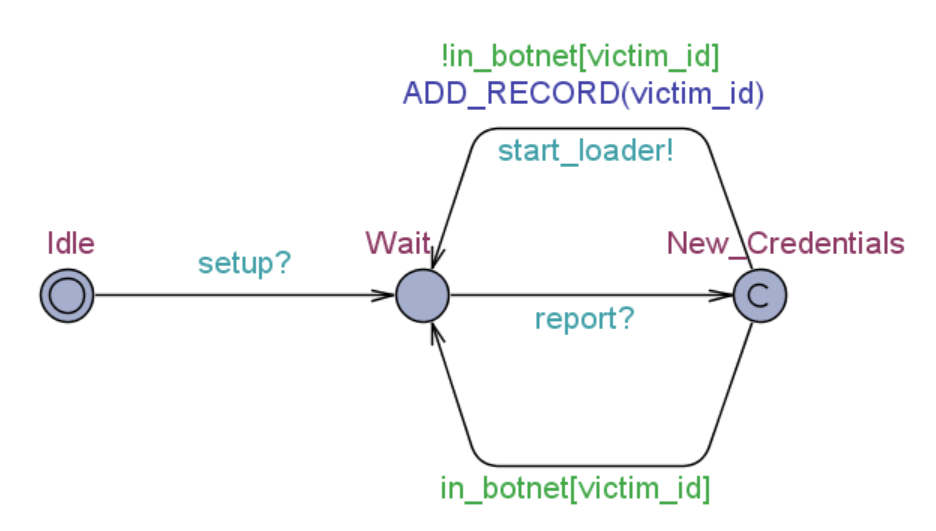 !in_botnet[victim_id]
ADD_RECORD(victim_id)
start_loader!
Idle
Wait
New_Credentials
setup?
C
report?
in_botnet[victim_id]